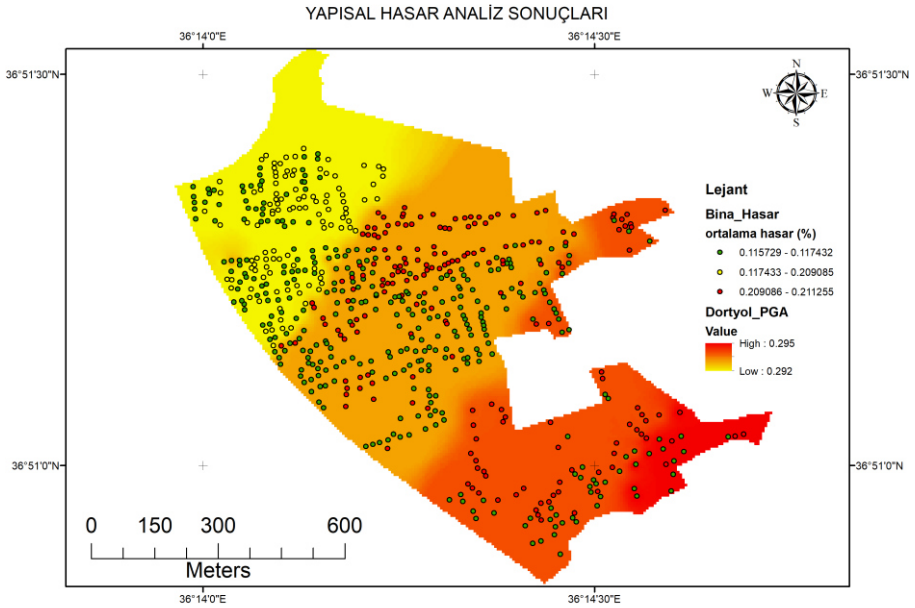 YAPISAL HASAR ANALİZ SONUÇLARI
36°14'0"E
36°14'30"E
36°51'30"N
36°51'30"N
N
W
E
S
Lejant
Bina_Hasar
ortalama hasar (%)
0.115729 - 0.117432
0.117433 - 0.209085
0.209086 - 0.211255
Dortyol_PGA
Value
High : 0.295
Low : 0.292
36°51'0"N
36°51'0"N
0 150 300 600
Meters
36°14'0"E
36°14'30"E